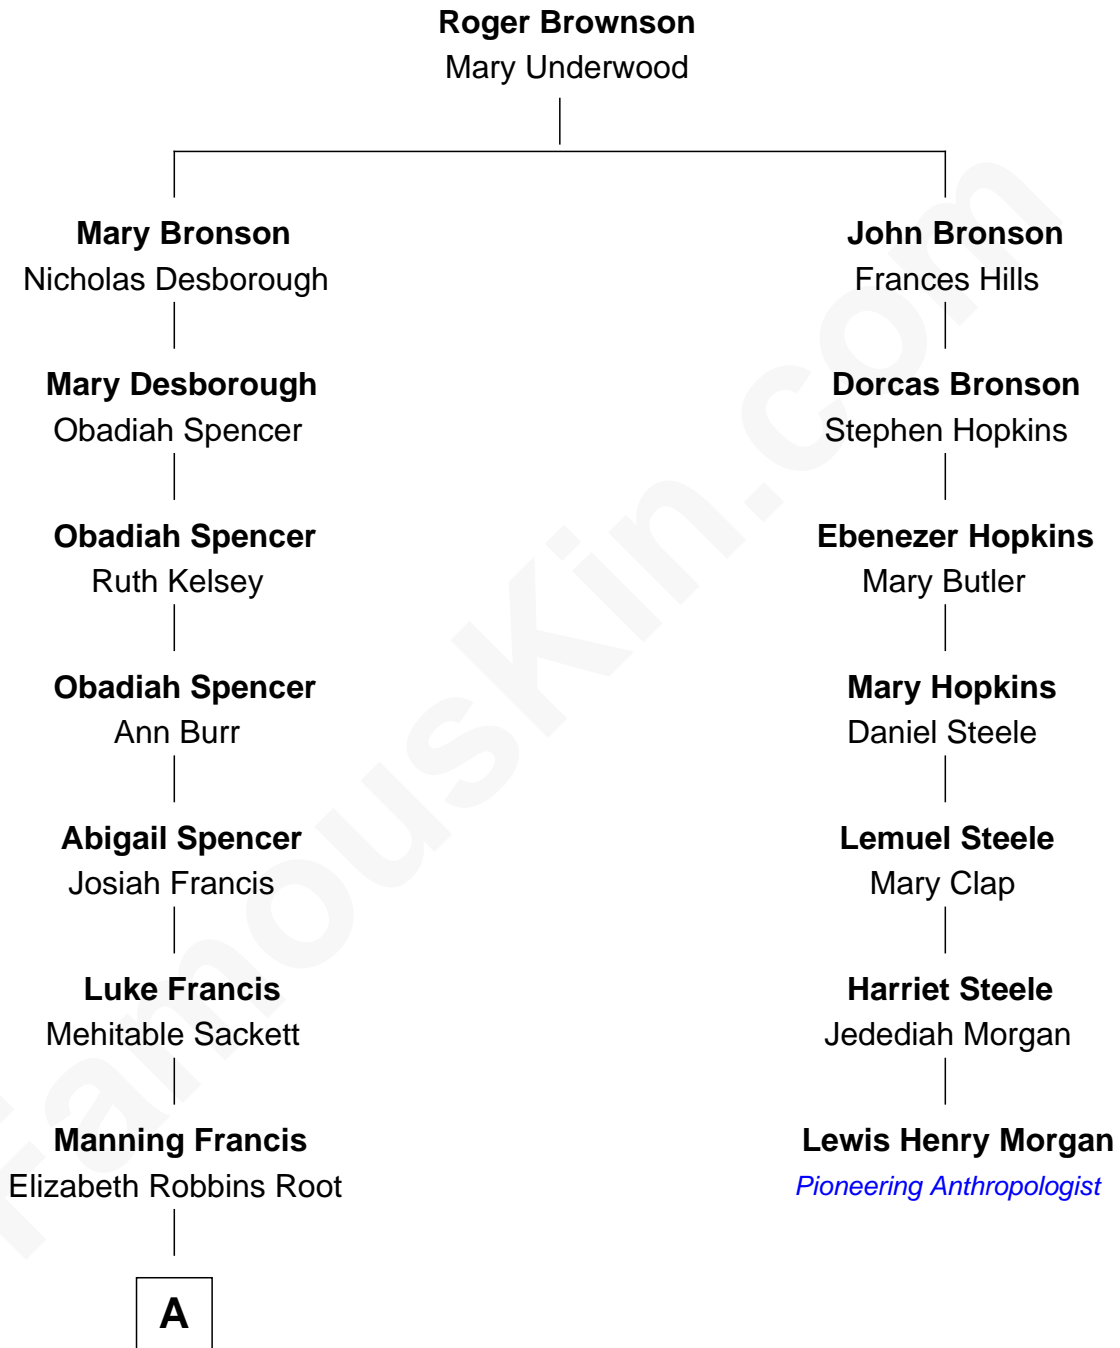 Roger Brownson
Mary Underwood
Mary Bronson
Nicholas Desborough
John Bronson
Frances Hills
Mary Desborough
Obadiah Spencer
Dorcas Bronson
Stephen Hopkins
Obadiah Spencer
Ruth Kelsey
Ebenezer Hopkins
Mary Butler
Obadiah Spencer
Ann Burr
Mary Hopkins
Daniel Steele
Abigail Spencer
Josiah Francis
Lemuel Steele
Mary Clap
Luke Francis
Mehitable Sackett
Harriet Steele
Jedediah Morgan
Manning Francis
Elizabeth Robbins Root
Lewis Henry Morgan
Pioneering Anthropologist
A
FamousKin.com